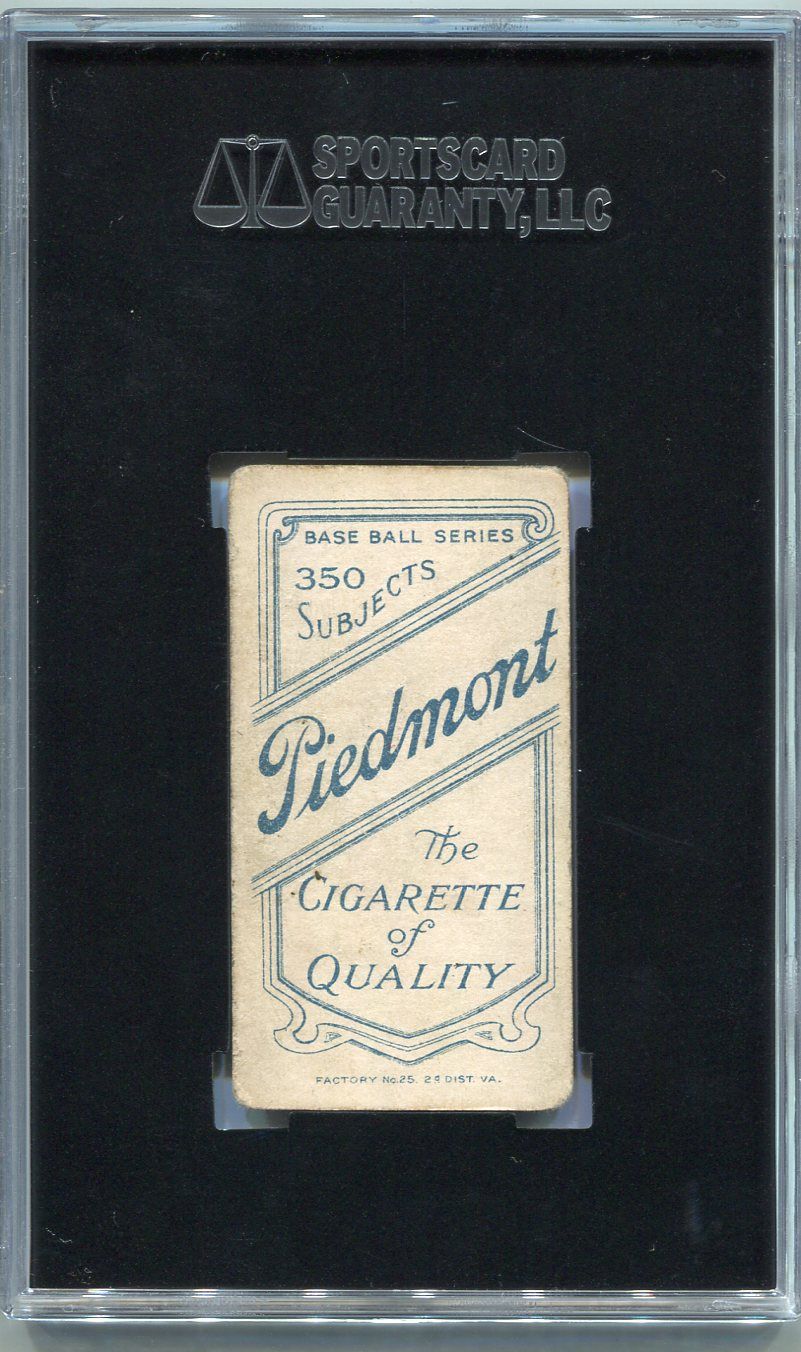 SPORTSCARD
GUARANTY, LLC
BASE BALL SERIES
350
SUBJECTS
Piedmont
The
CIGARETTE
of
QUALITY
FACTORY No. 25. 2d DIST. VA.